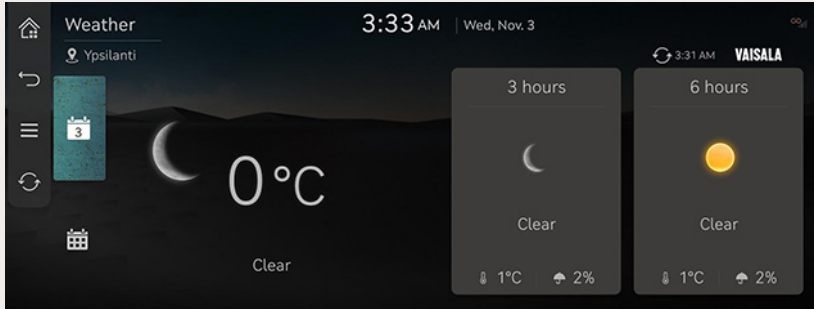 Weather
3:33 AM
Wed, Nov. 3
Ypsilanti
3:31 AM
VAISALA
3
0°C
Clear
3 hours
Clear
1°C 2%
6 hours
Clear
1°C 2%